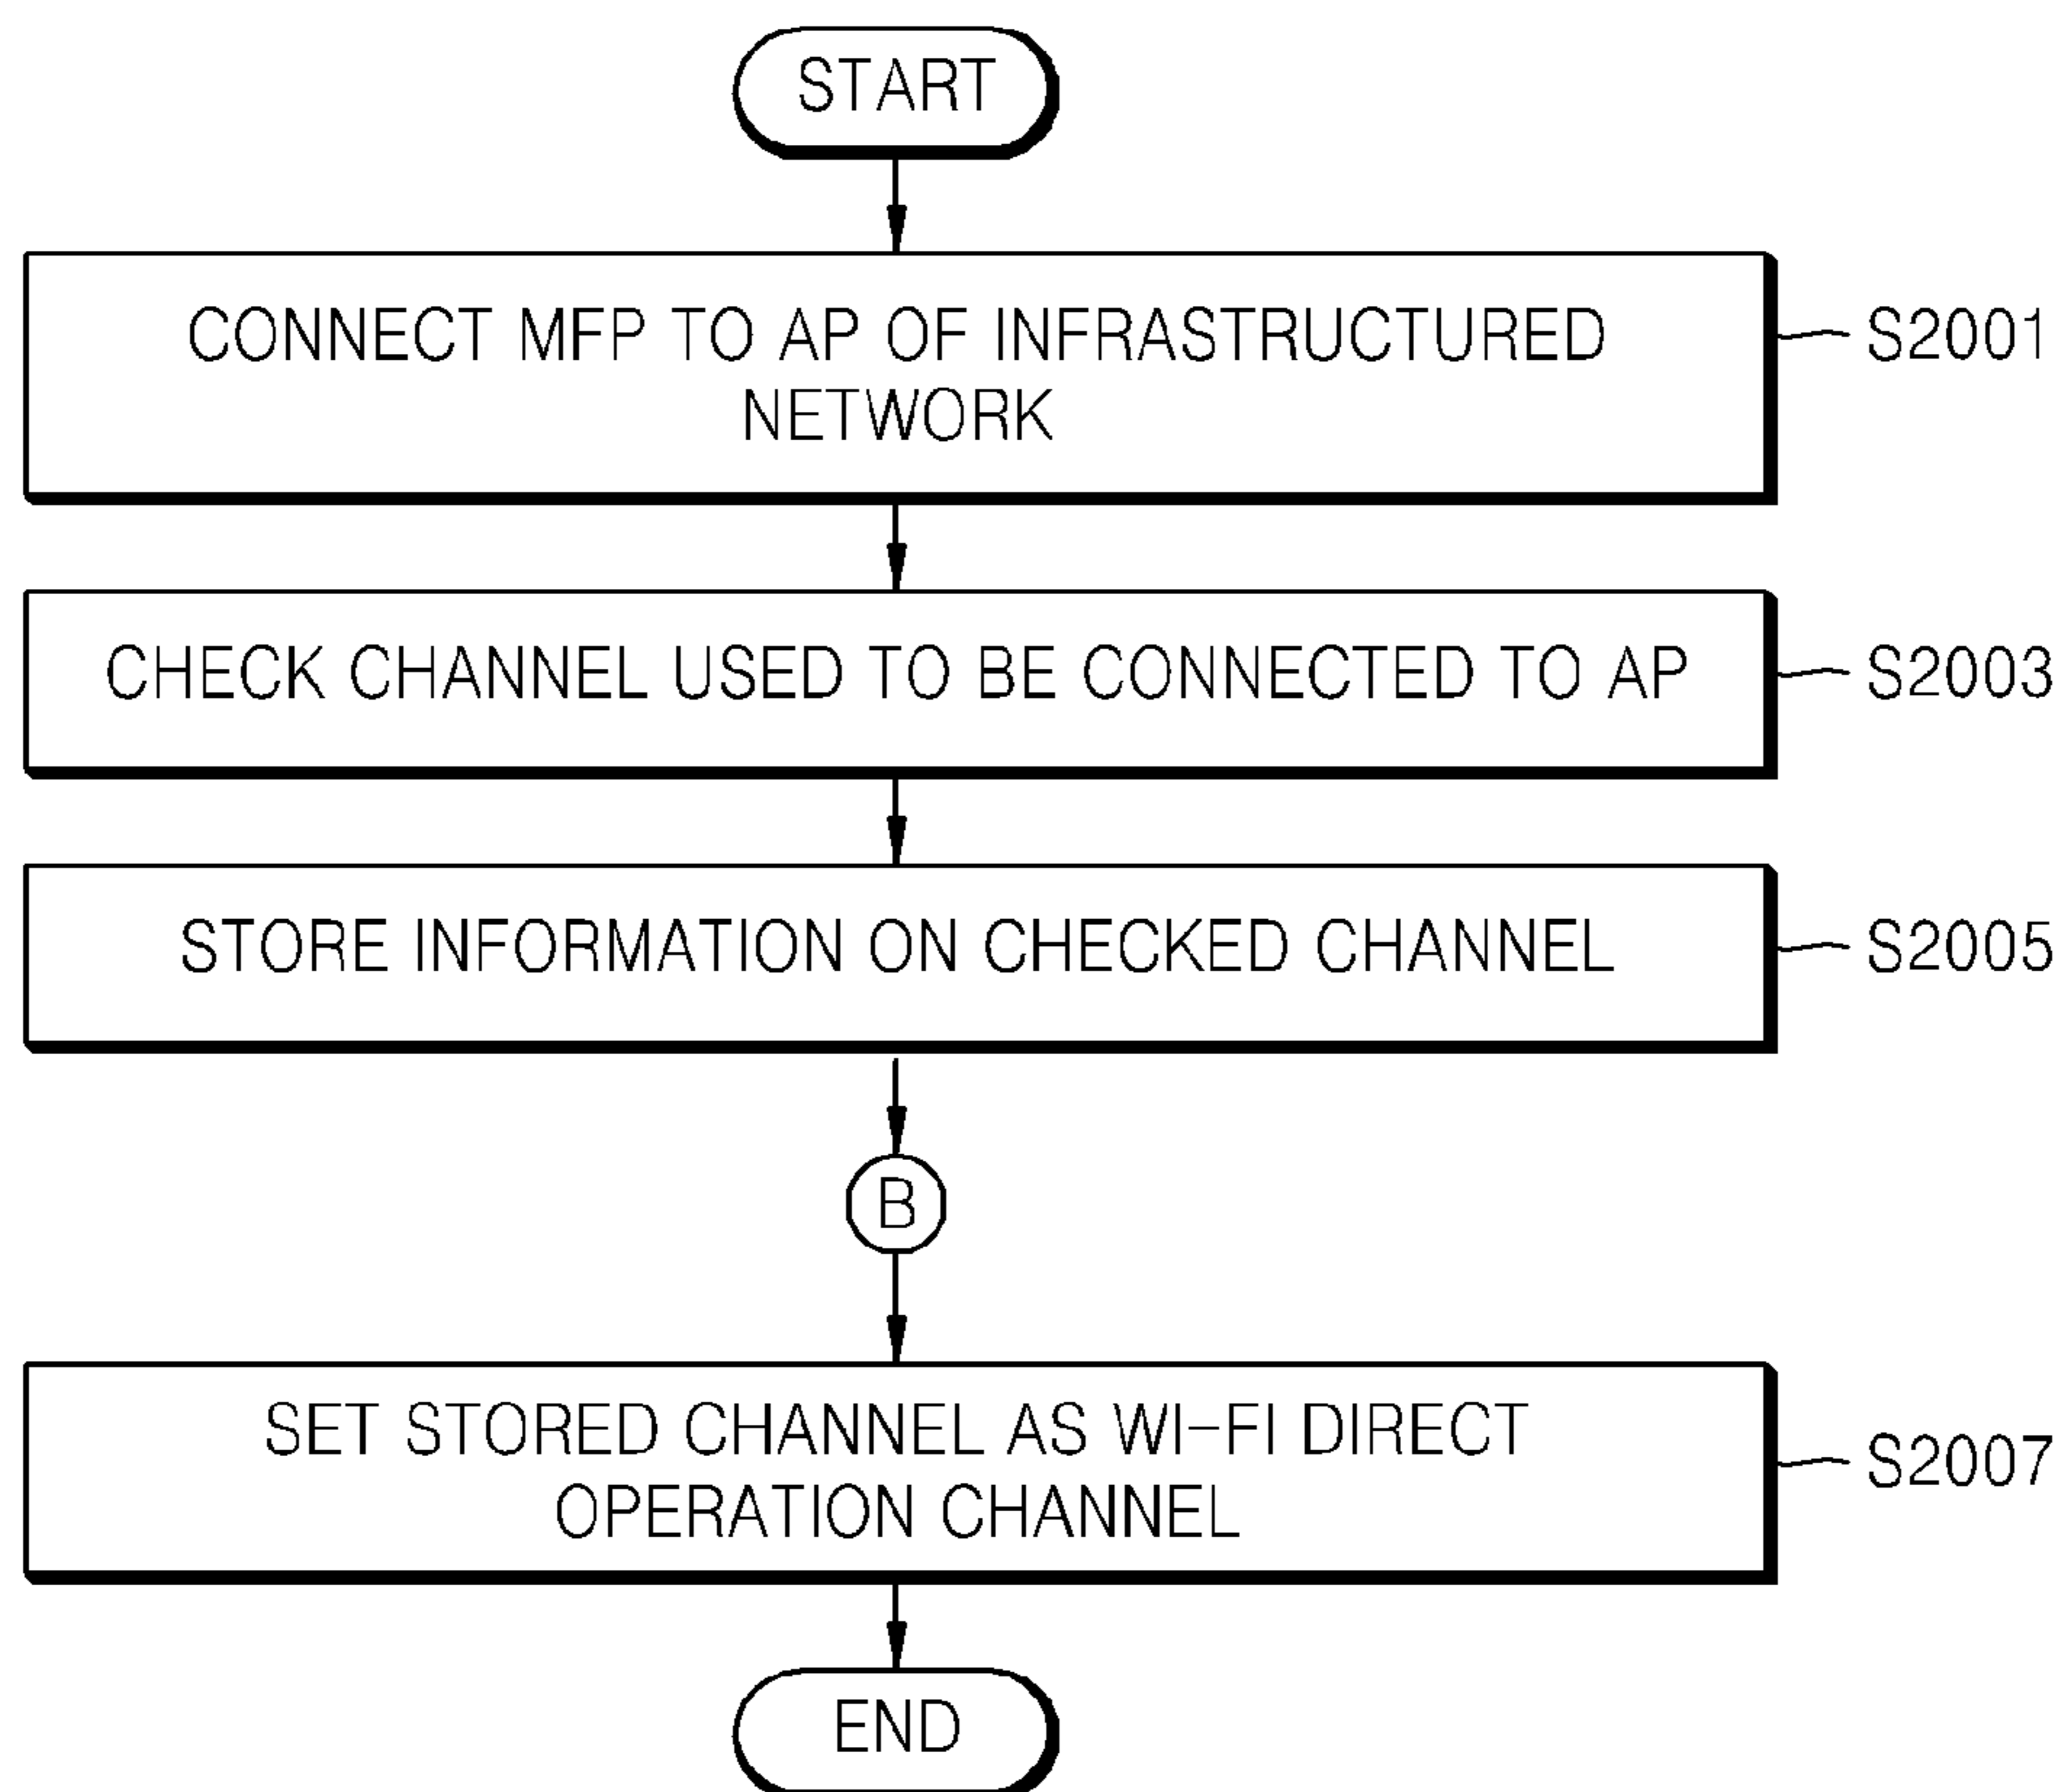 START
CONNECT MFP TO AP OF INFRASTRUCTURED
NETWORK
S2001
CHECK CHANNEL USED TO BE CONNECTED TO AP
S2003
STORE INFORMATION ON CHECKED CHANNEL
S2005
B
SET STORED CHANNEL AS WI-FI DIRECT
OPERATION CHANNEL
S2007
END